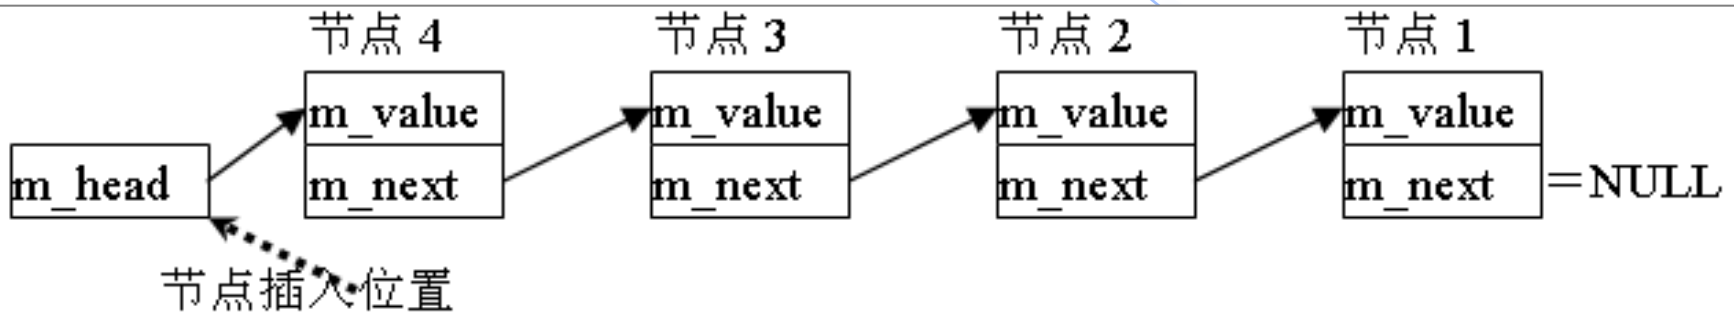 节点 4
节点 3
节点 2
节点 1
m_value
m_value
m_value
m_value
m_head
m_next
m_next
m_next
m_next
=NULL
节点插入位置